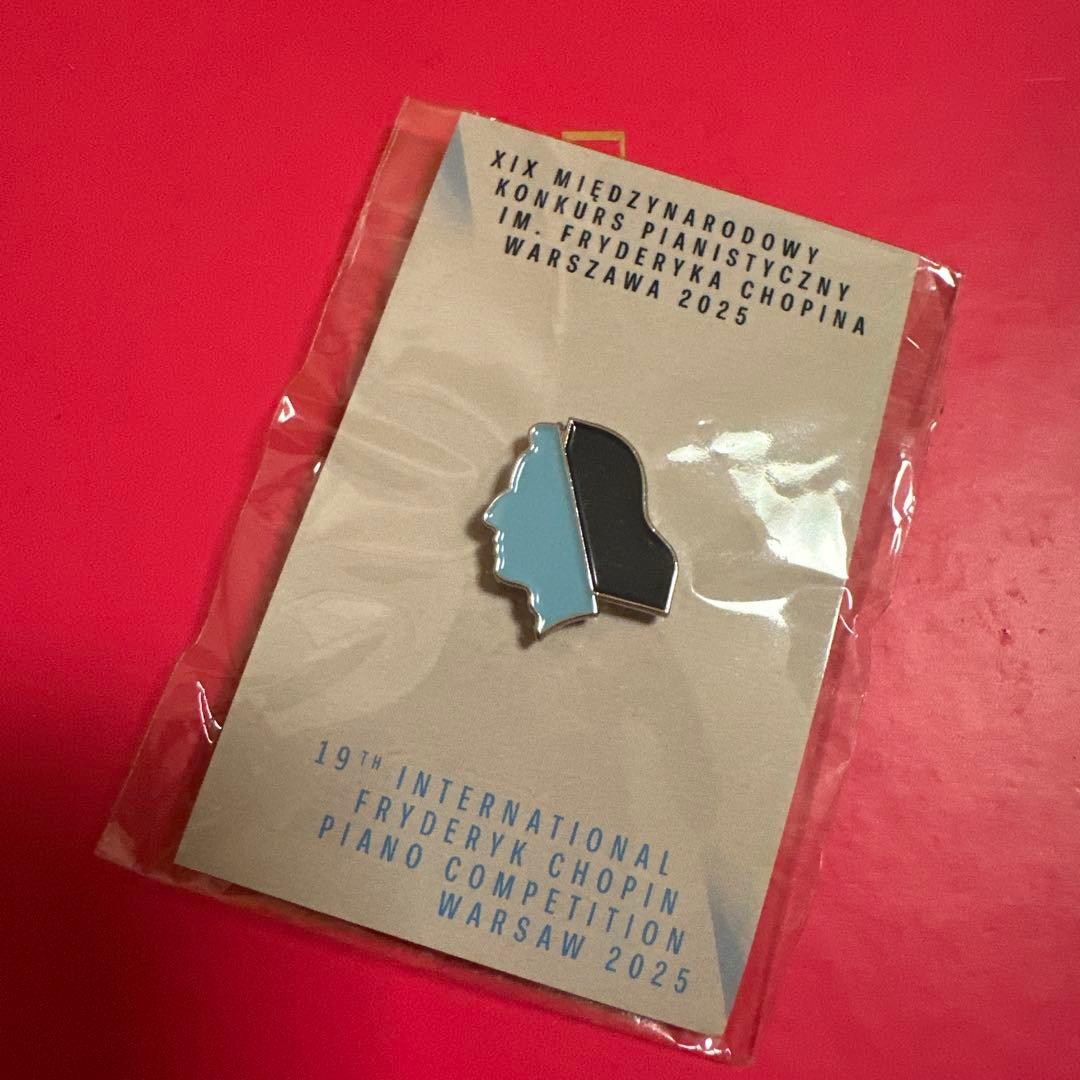 XIX MIĘDZYNARODOWY
KONKURS PIANISTYCZNY
IM. FRYDERYKA CHOPINA
WARSZAWA 2025
19TH INTERNATIONAL
FRYDERYK CHOPIN
PIANO COMPETITION
WARSAW 2025